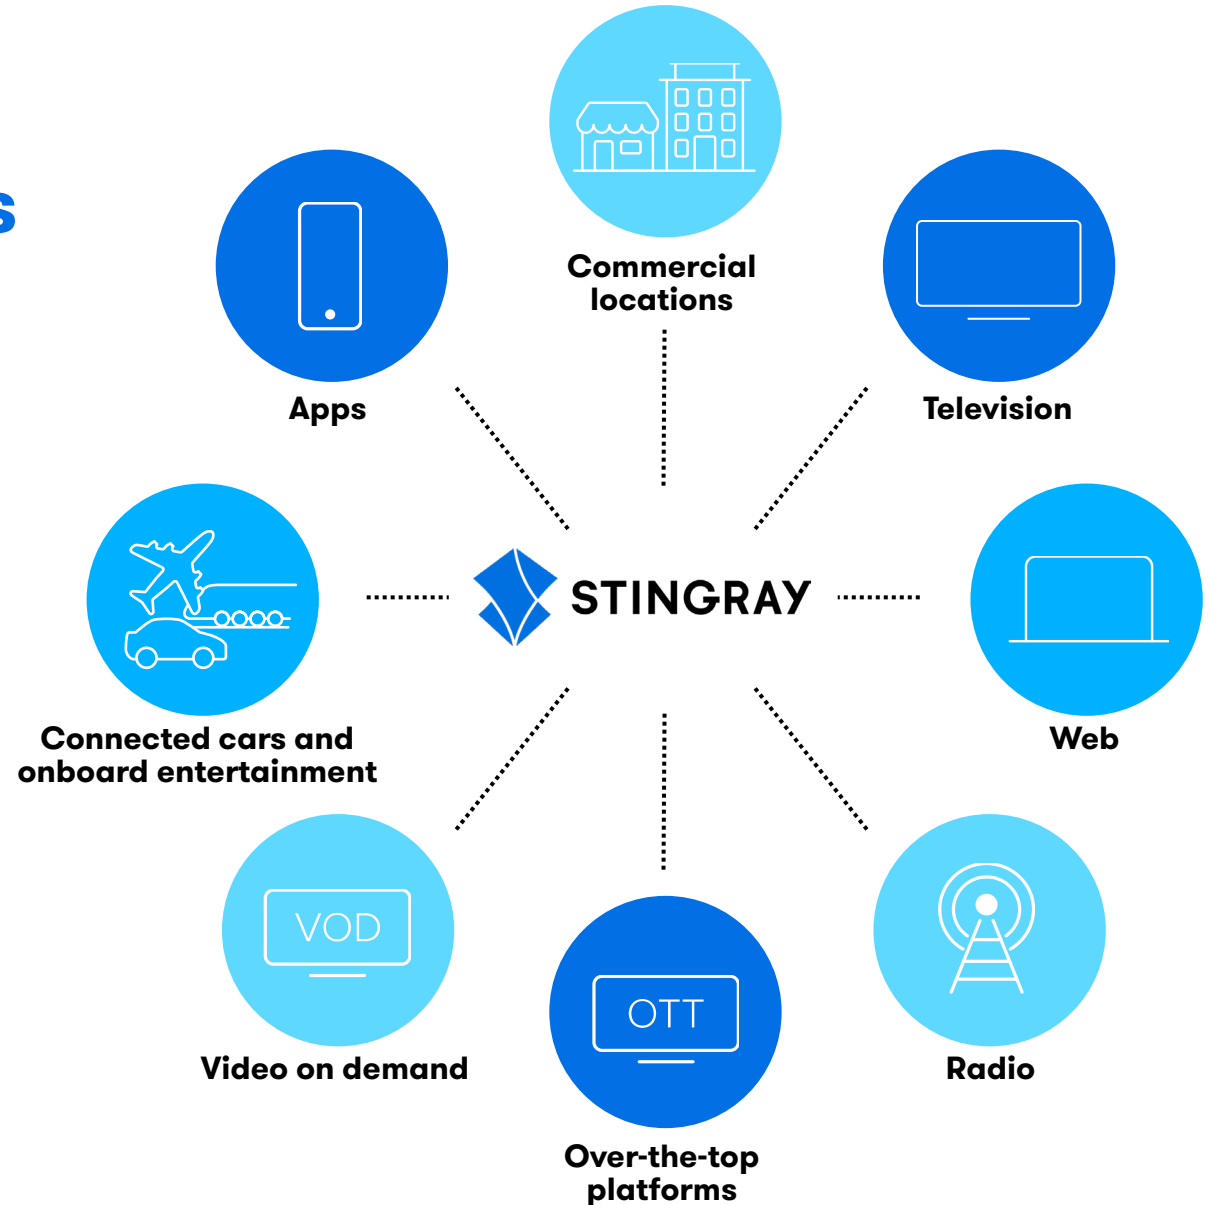 s
Commercial
locations
Apps
Television
STINGRAY
Connected cars and
onboard entertainment
Web
VOD
Video on demand
OTT
Over-the-top
platforms
Radio